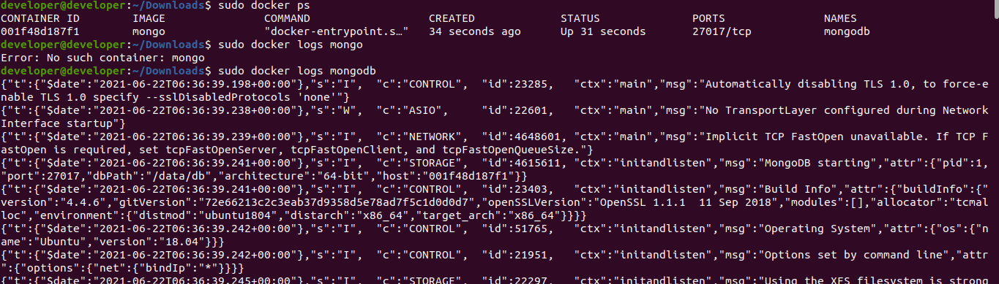 developer@developer:~/Downloads$ sudo docker ps
CONTAINER ID IMAGE COMMAND CREATED STATUS PORTS NAMES
001f48d187f1 mongo "docker-entrypoint.s…" 34 seconds ago Up 31 seconds 27017/tcp mongodb
developer@developer:~/Downloads$ sudo docker logs mongo
Error: No such container: mongo
developer@developer:~/Downloads$ sudo docker logs mongodb
{"t":{"$date":"2021-06-22T06:36:39.198+00:00"},"s":"I", "c":"CONTROL", "id":23285, "ctx":"main","msg":"Automatically disabling TLS 1.0, to force-e
nable TLS 1.0 specify --sslDisabledProtocols 'none'"}
{"t":{"$date":"2021-06-22T06:36:39.238+00:00"},"s":"W", "c":"ASIO", "id":22601, "ctx":"main","msg":"No TransportLayer configured during Network
Interface startup"}
{"t":{"$date":"2021-06-22T06:36:39.239+00:00"},"s":"I", "c":"NETWORK", "id":4648601, "ctx":"main","msg":"Implicit TCP FastOpen unavailable. If TCP F
astOpen is required, set tcpFastOpenServer, tcpFastOpenClient, and tcpFastOpenQueueSize."}
{"t":{"$date":"2021-06-22T06:36:39.241+00:00"},"s":"I", "c":"STORAGE", "id":4615611, "ctx":"initandlisten","msg":"MongoDB starting","attr":{"pid":1,
"port":27017,"dbPath":"/data/db","architecture":"64-bit","host":"001f48d187f1"}}
{"t":{"$date":"2021-06-22T06:36:39.241+00:00"},"s":"I", "c":"CONTROL", "id":23403, "ctx":"initandlisten","msg":"Build Info","attr":{"buildInfo":{"
version":"4.4.6","gitVersion":"72e66213c2c3eab37d9358d5e78ad7f5c1d0d0d7","openSSLVersion":"OpenSSL 1.1.1 11 Sep 2018","modules":[],"allocator":"tcmal
loc","environment":{"distmod":"ubuntu1804","distarch":"x86_64","target_arch":"x86_64"}}}}
{"t":{"$date":"2021-06-22T06:36:39.242+00:00"},"s":"I", "c":"CONTROL", "id":51765, "ctx":"initandlisten","msg":"Operating System","attr":{"os":{"n
ame":"Ubuntu","version":"18.04"}}}
{"t":{"$date":"2021-06-22T06:36:39.242+00:00"},"s":"I", "c":"CONTROL", "id":21951, "ctx":"initandlisten","msg":"Options set by command line","attr
":{"options":{"net":{"bindIp":"*"}}}}
{"t":{"$date":"2021-06-22T06:36:39.245+00:00"},"s":"I", "c":"STORAGE", "id":22297, "ctx":"initandlisten","msg":"Using the XFS filesystem is strong